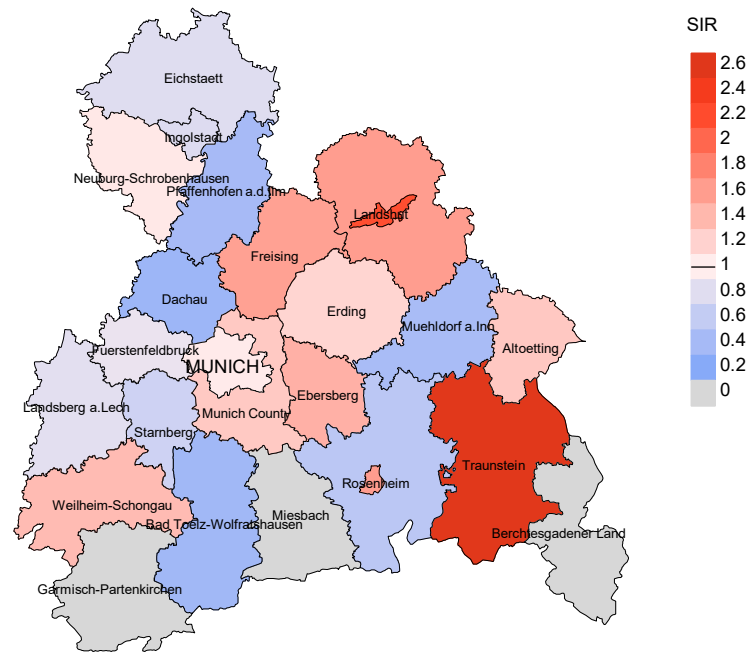 SIR
2.6
2.4
2.2
2
1.8
1.6
1.4
1.2
1
0.8
0.6
0.4
0.2
0
Eichstaett
Ingolstadt
Neuburg-Schrobenhausen
Pfaffenhofen a.d.Ilm
Landshut
Freising
Dachau
Erding
Muehldorf a.Inn
Altoetting
Fuerstenfeldbruck
MUNICH
Landsberg a.Lech
Munich County
Ebersberg
Starnberg
Traunstein
Rosenheim
Weilheim-Schongau
Miesbach
Bad Toelz-Wolfratshausen
Berchtesgadener Land
Garmisch-Partenkirchen